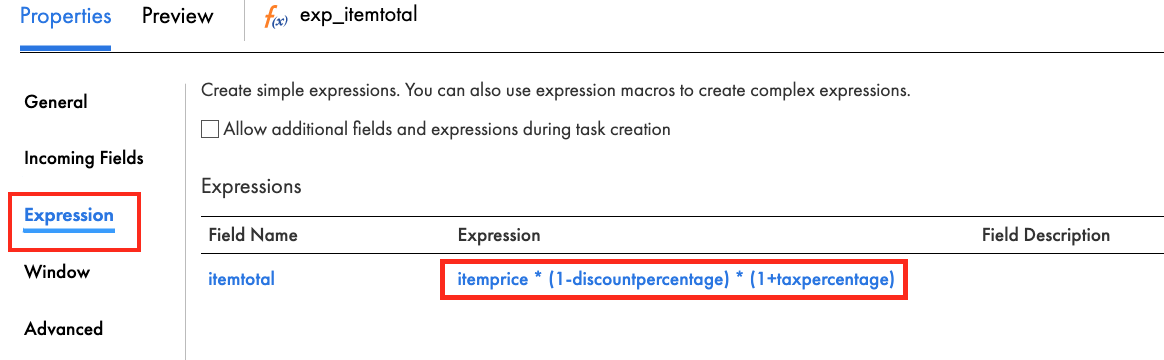 Properties Preview f(x) exp_itemtotal
General
Incoming Fields
Expression
Window
Advanced
Create simple expressions. You can also use expression macros to create complex expressions.
Allow additional fields and expressions during task creation
Expressions
Field Name Expression Field Description
itemtotal itemprice * (1-discountpercentage) * (1+taxpercentage)